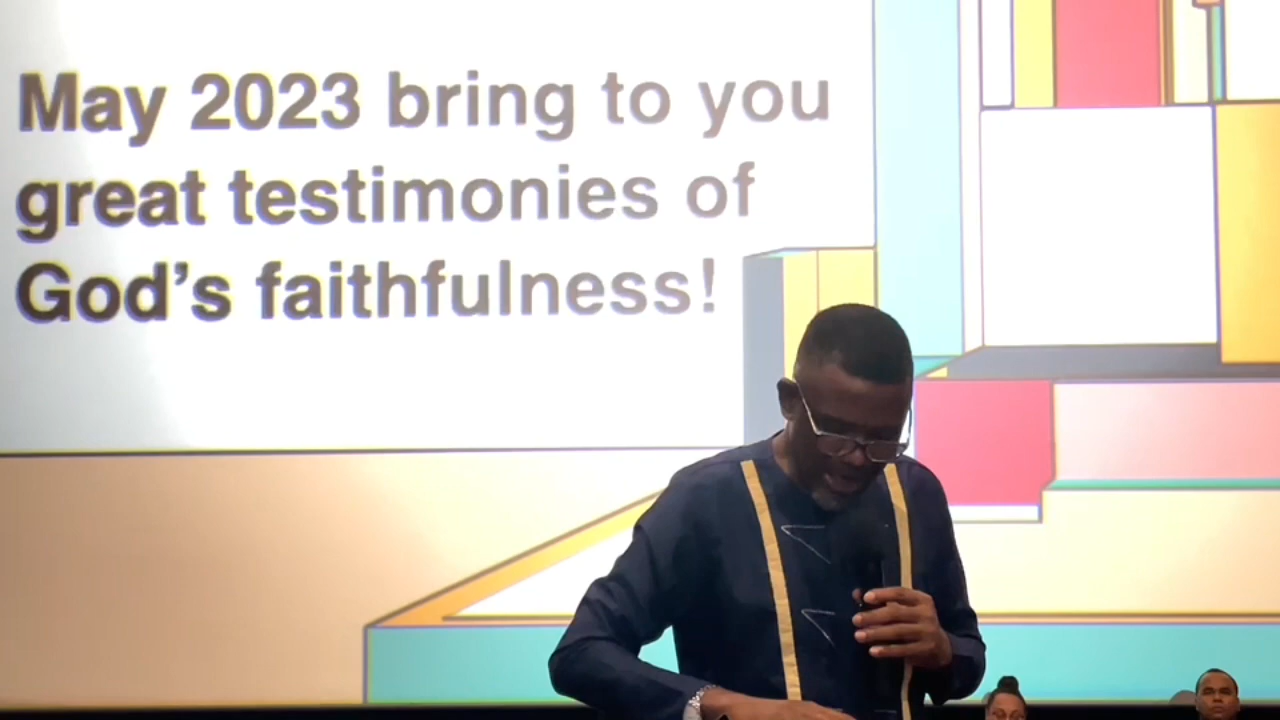 May 2023 bring to you
great testimonies of
God's faithfulness!